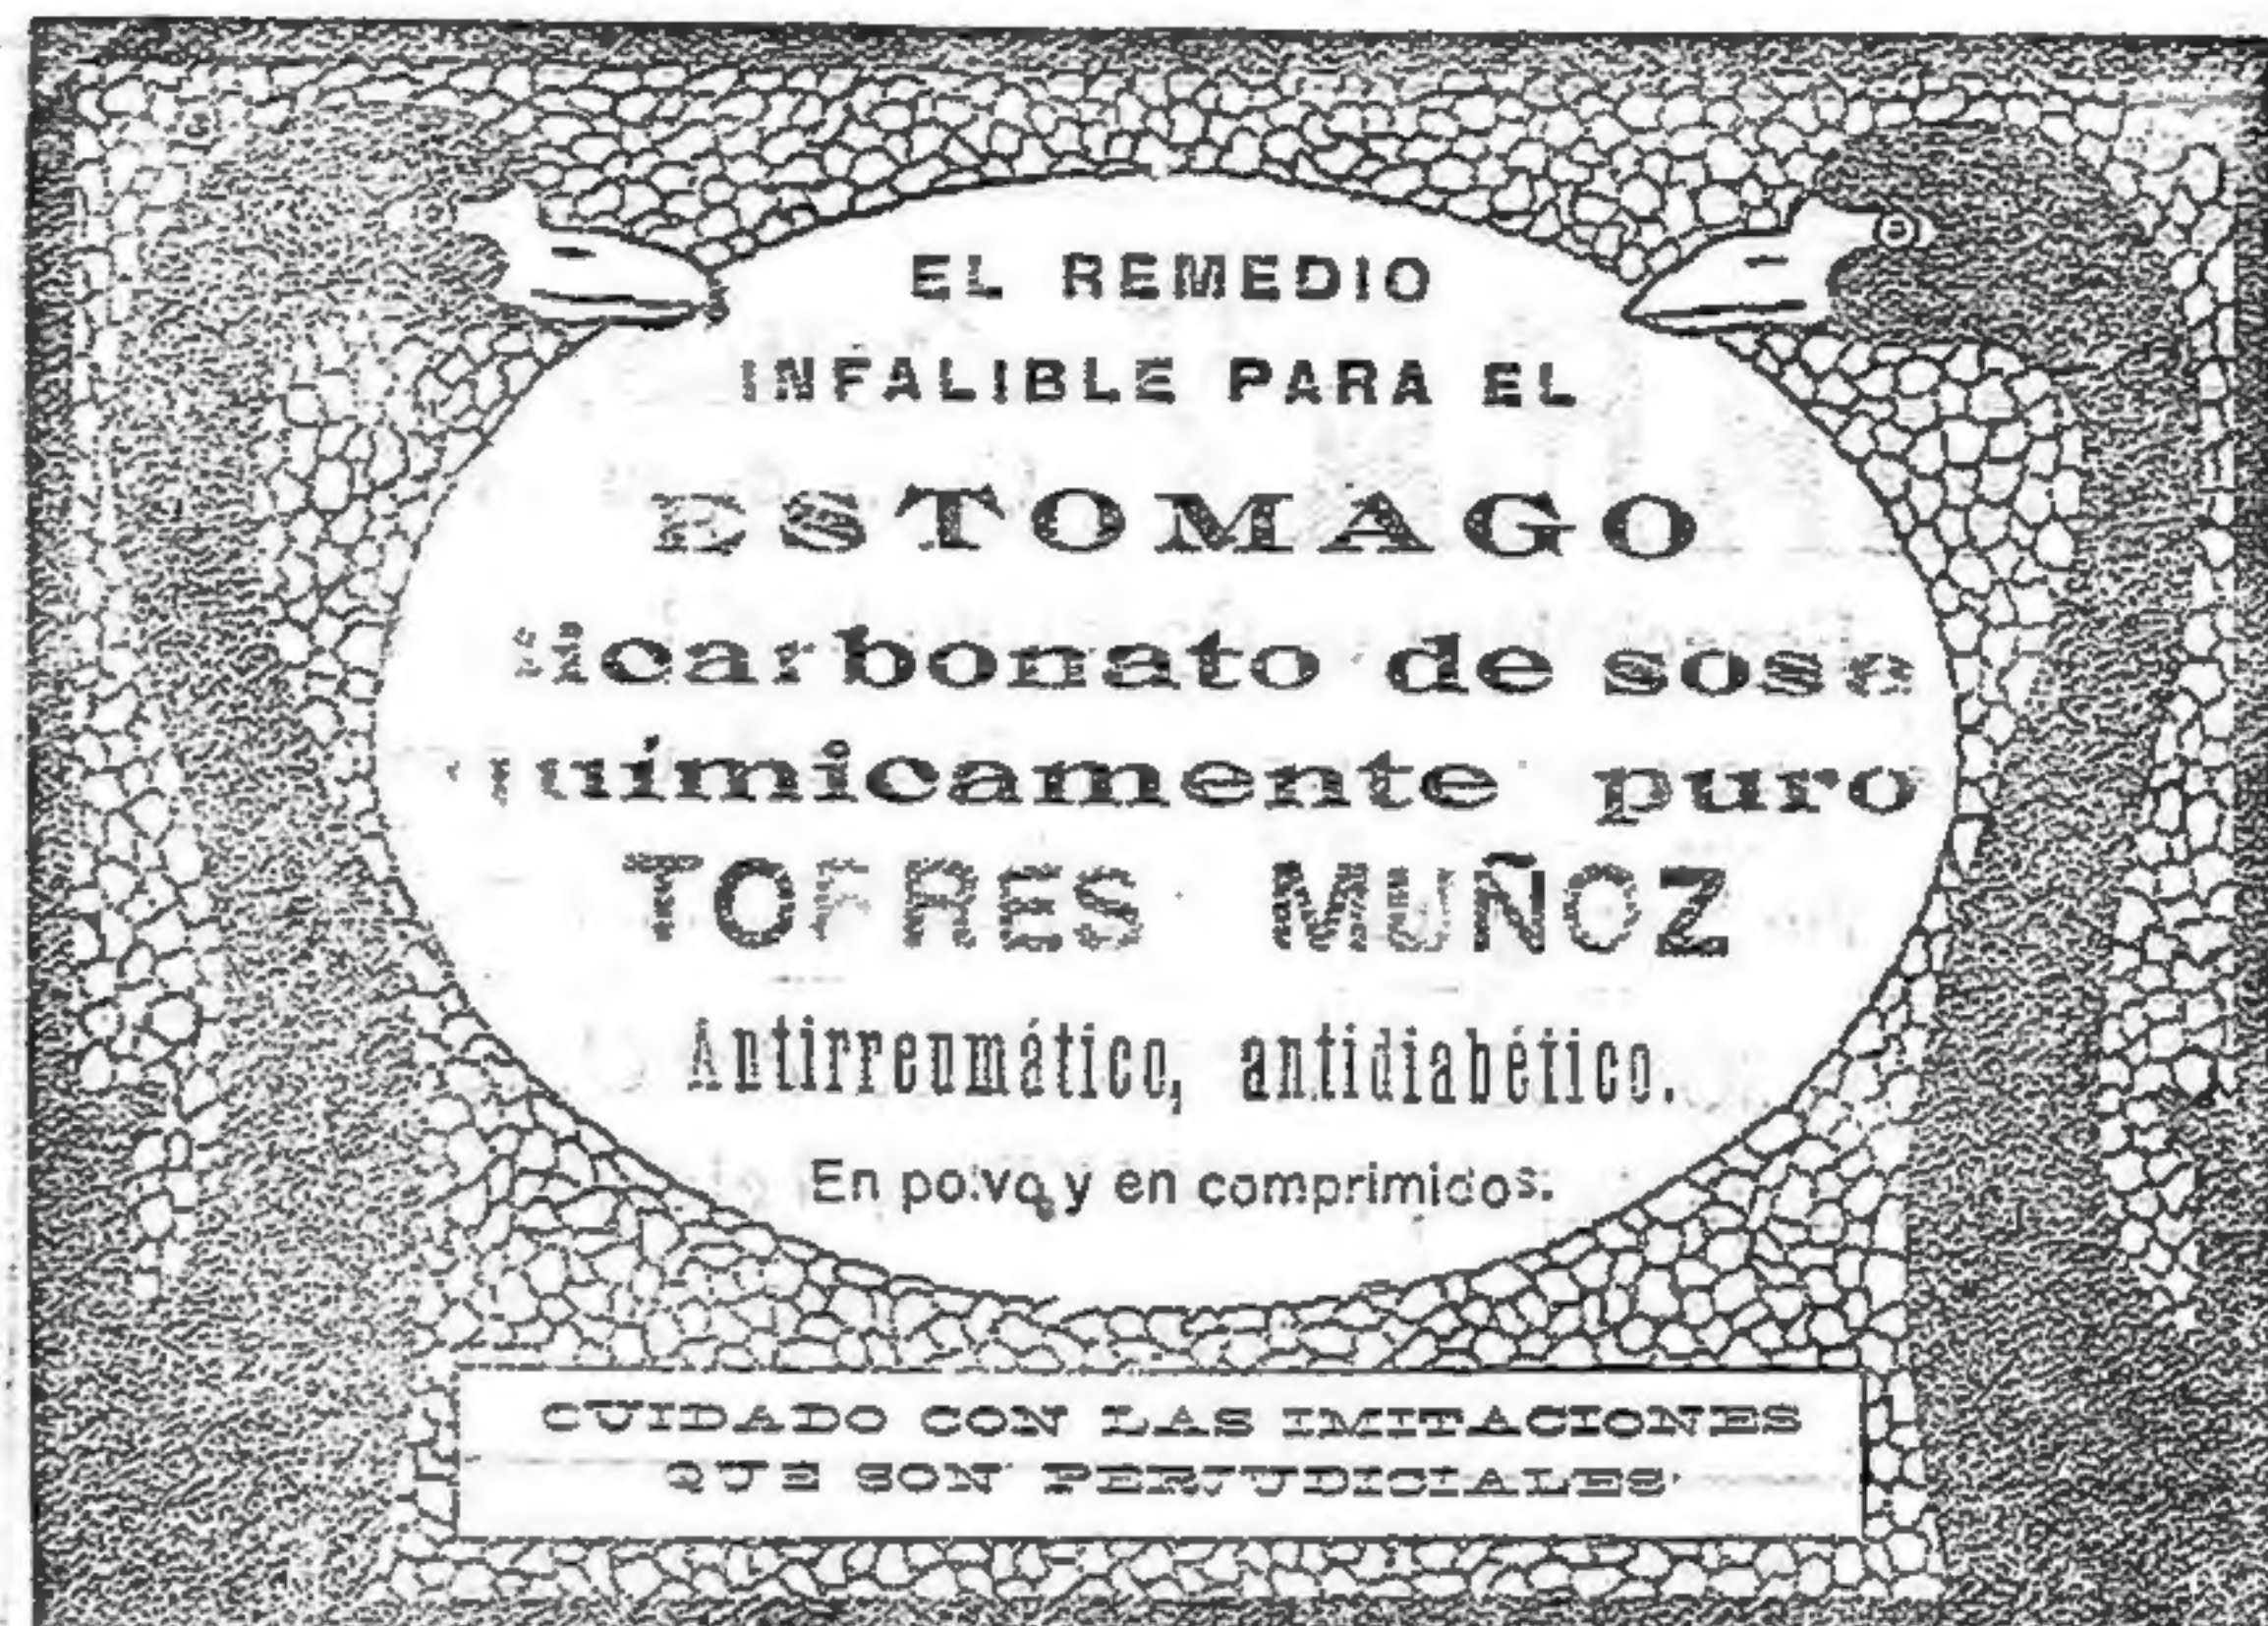 EL REMEDIO
INFALIBLE PARA EL
ESTOMAGO
Bicarbonato de sosa
químicamente puro
TORRES MUÑOZ
Antirreumático, antidiabético.
En polvo y en comprimidos.
CUIDADO CON LAS IMITACIONES
QUE SON PERJUDICIALES